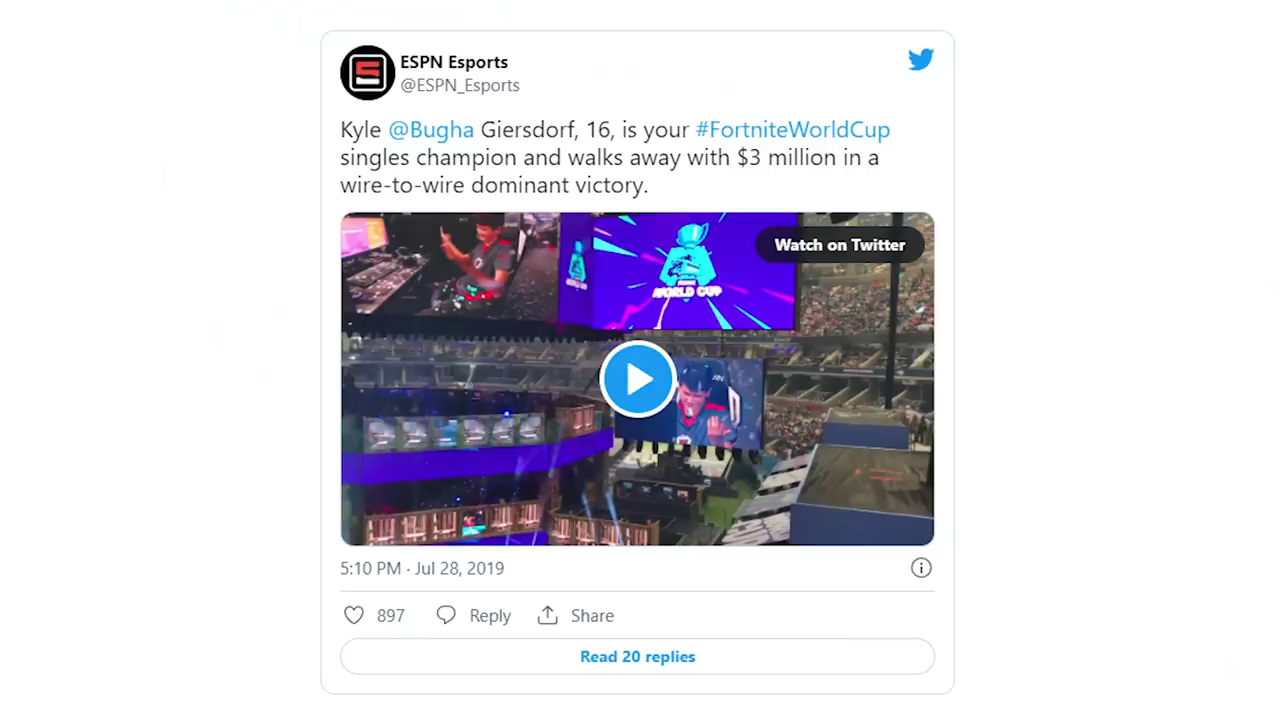 ESPN Esports
@ESPN_Esports
Kyle @Bugha Giersdorf, 16, is your #FortniteWorldCup
singles champion and walks away with $3 million in a
wire-to-wire dominant victory.
Watch on Twitter
WORLD CUP
WORLD CUP
5:10 PM · Jul 28, 2019
897
Reply
Share
Read 20 replies